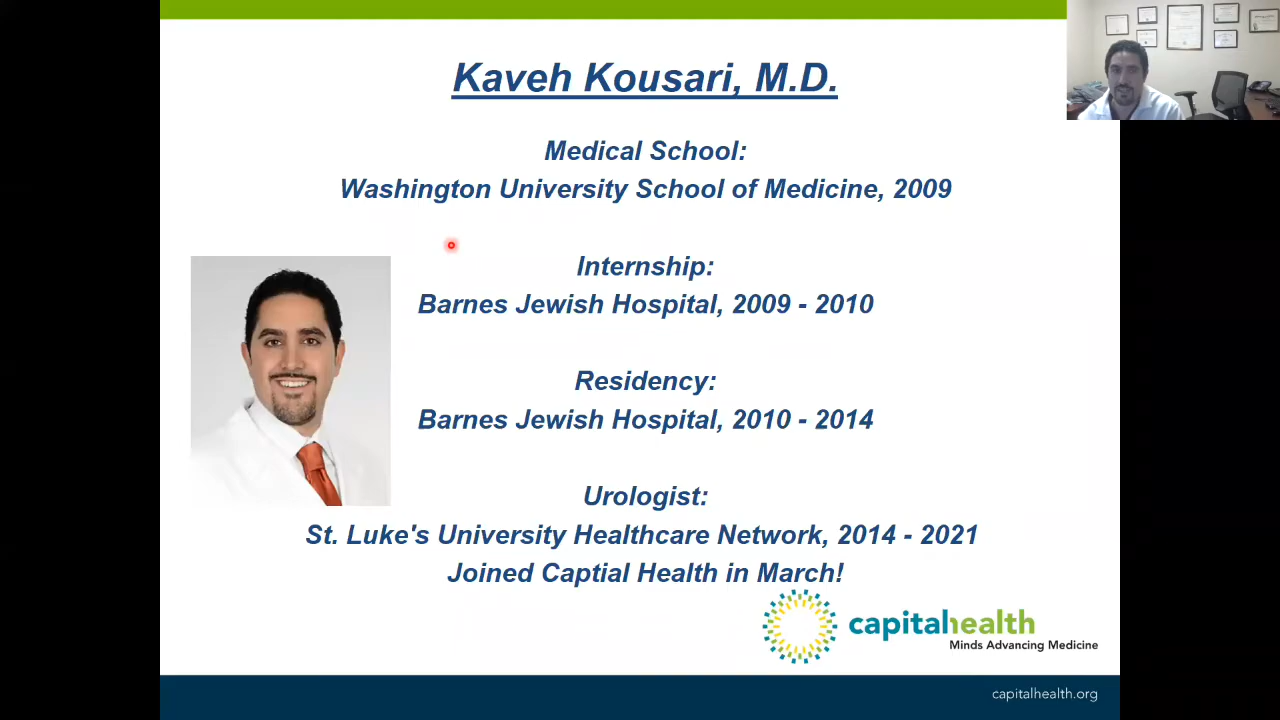 Kaveh Kousari, M.D.
Medical School:
Washington University School of Medicine, 2009
Internship:
Barnes Jewish Hospital, 2009 - 2010
Residency:
Barnes Jewish Hospital, 2010 - 2014
Urologist:
St. Luke's University Healthcare Network, 2014 - 2021
Joined Captial Health in March!
capitalhealth
Minds Advancing Medicine
capitalhealth.org